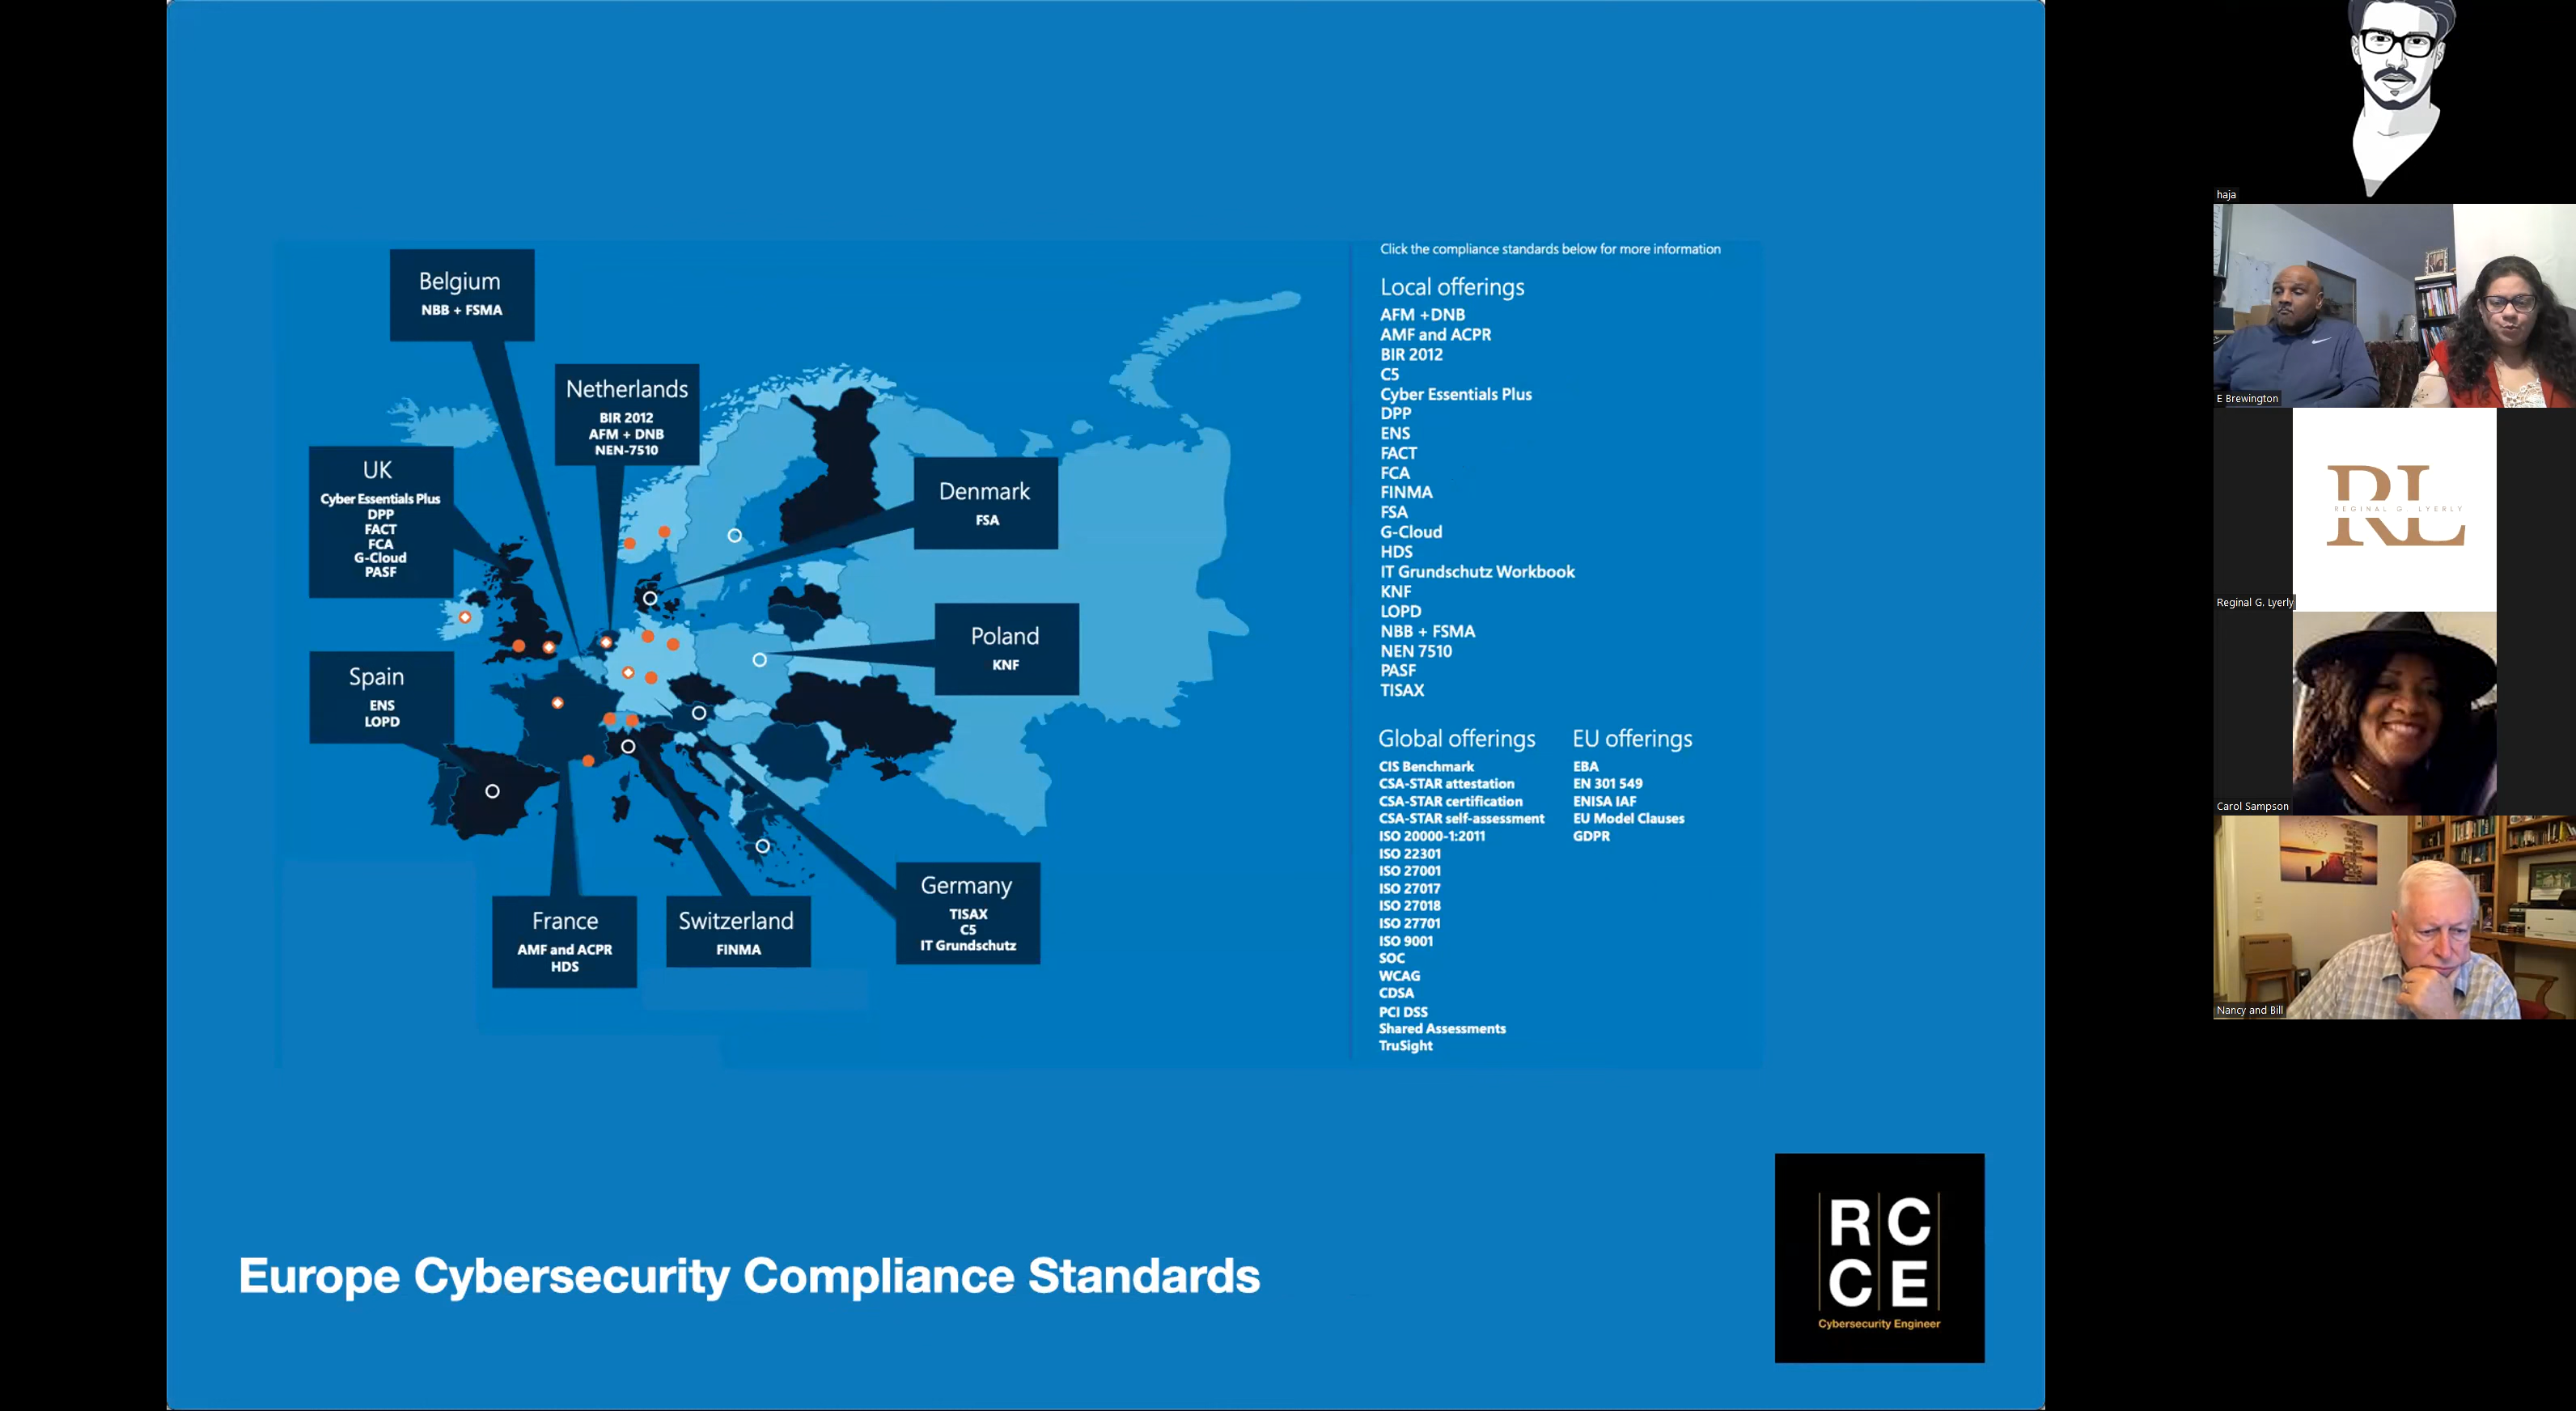 Belgium
NBB + FSMA
Netherlands
BIR 2012
AFM + DNB
NEN-7510
UK
Cyber Essentials Plus
DPP
FACT
FCA
G-Cloud
PASF
Denmark
FSA
Poland
KNF
Spain
ENS
LOPD
France
AMF and ACPR
HDS
Switzerland
FINMA
Germany
TISAX
C5
IT Grundschutz
Click the compliance standards below for more information
Local offerings
AFM +DNB
AMF and ACPR
BIR 2012
C5
Cyber Essentials Plus
DPP
ENS
FACT
FCA
FINMA
FSA
G-Cloud
HDS
IT Grundschutz Workbook
KNF
LOPD
NBB + FSMA
NEN 7510
PASF
TISAX
Global offerings
CIS Benchmark
CSA-STAR attestation
CSA-STAR certification
CSA-STAR self-assessment
ISO 20000-1:2011
ISO 22301
ISO 27001
ISO 27017
ISO 27018
ISO 27701
ISO 9001
SOC
WCAG
CDSA
PCI DSS
Shared Assessments
TruSight
EU offerings
EBA
EN 301 549
ENISA IAF
EU Model Clauses
GDPR
Europe Cybersecurity Compliance Standards
RC
CE
Cybersecurity Engineer
haja
E Brewington
RL
REGINAL G. LYERLY
Reginal G. Lyerly
Carol Sampson
Nancy and Bill